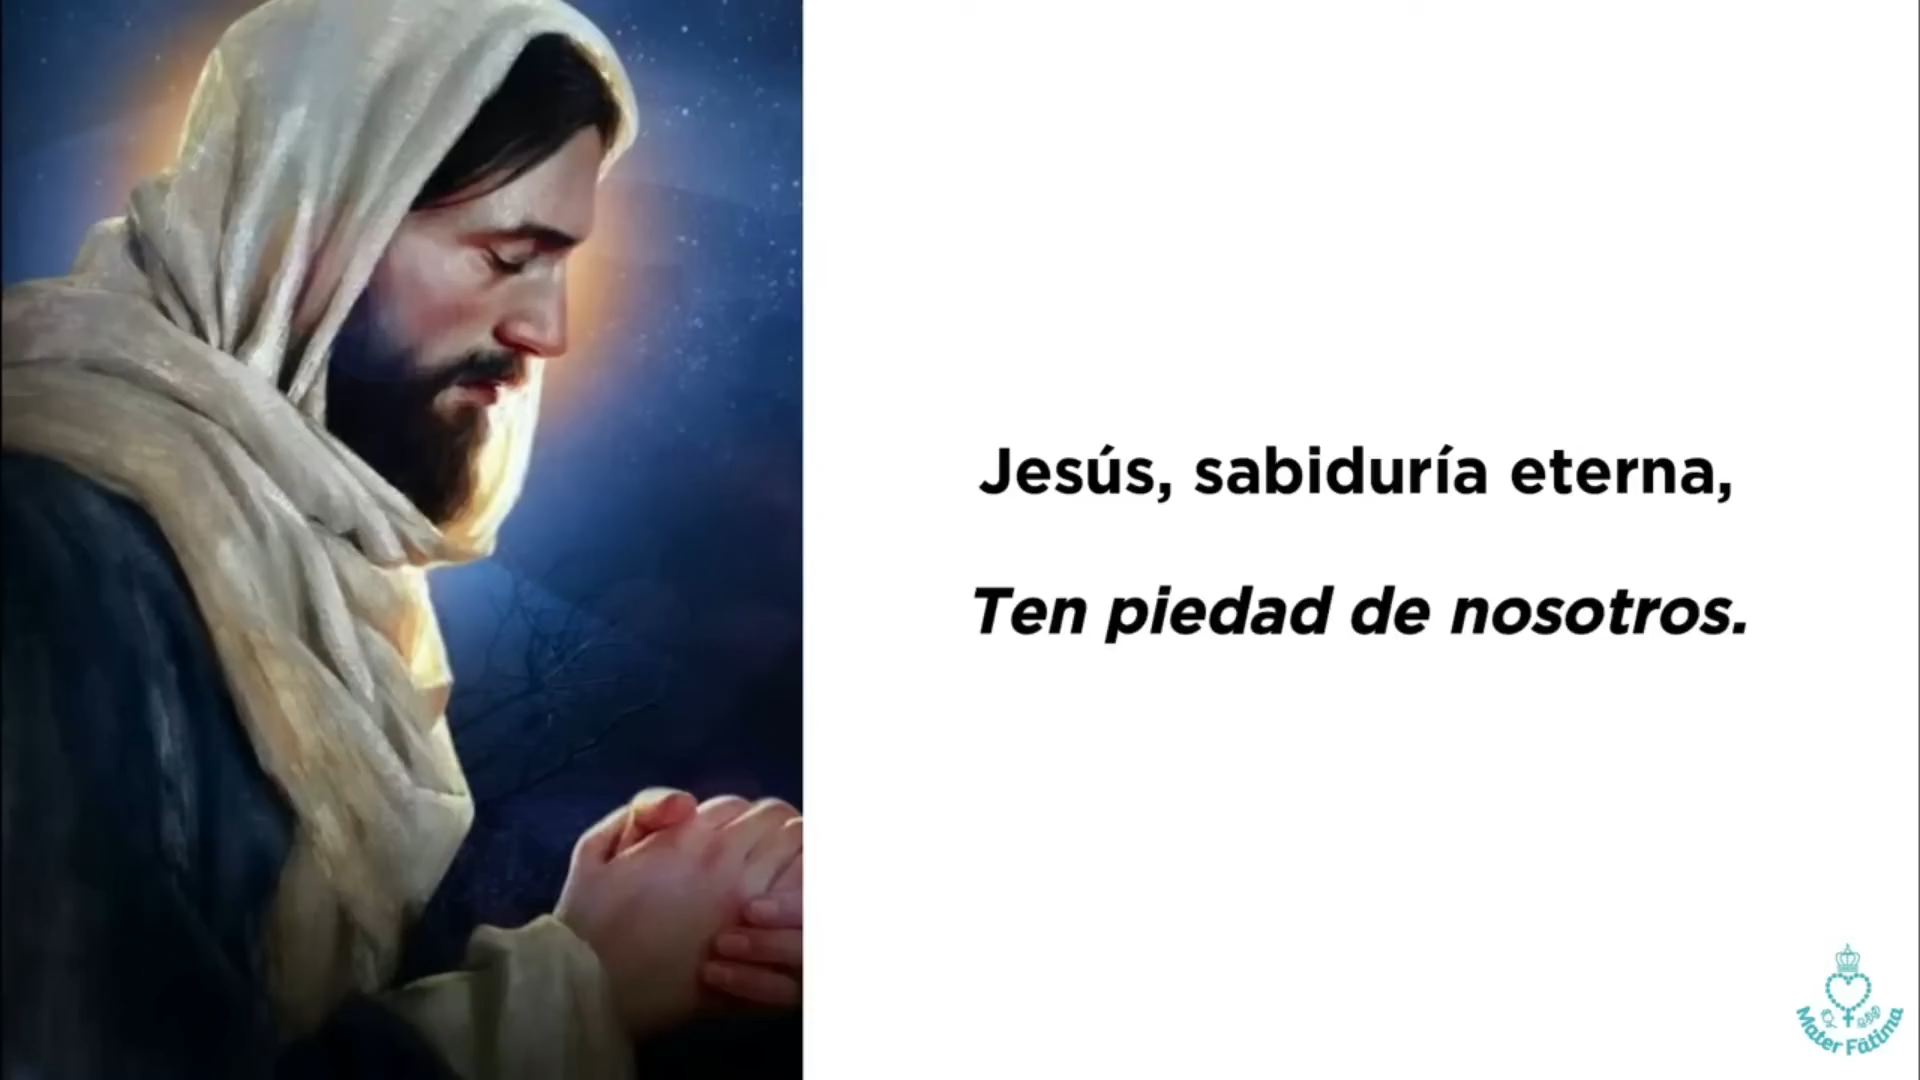 Jesús, sabiduría eterna,
Ten piedad de nosotros.
Mater Fátima